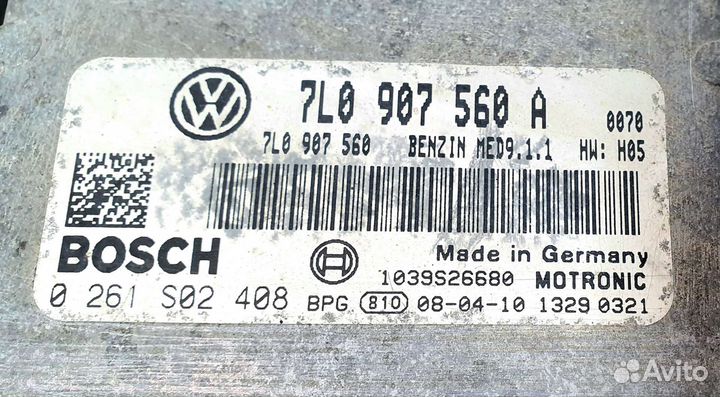 7L0 907 560 A 0070
7L0 907 560 BENZIN MED9.1.1 HW: H05
BOSCH
Made in Germany
1039S26680 MOTRONIC
0 261 S02 408 BPG 810 08-04-10 1329 0321
Avito